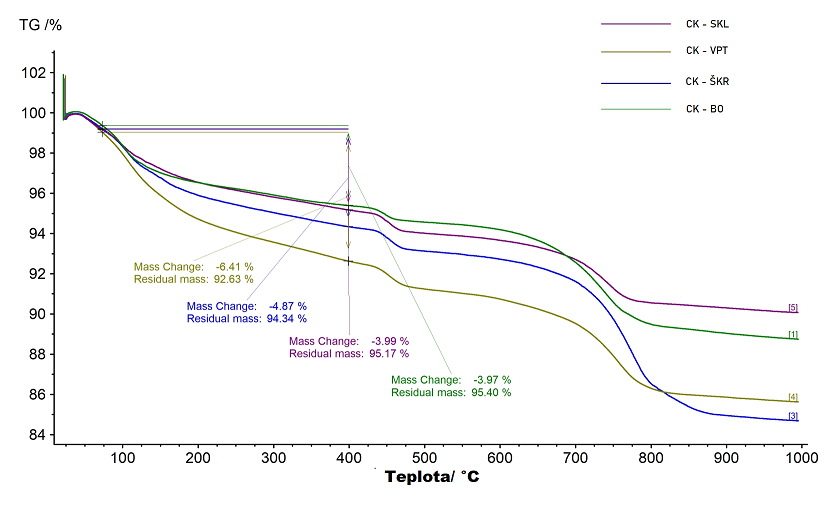 TG /%
CK - SKL
CK - VPT
CK - ŠKR
CK - BO
102
100
98
96
94
92
90
88
86
84
Mass Change: -6.41 %
Residual mass: 92.63 %
Mass Change: -4.87 %
Residual mass: 94.34 %
Mass Change: -3.99 %
Residual mass: 95.17 %
Mass Change: -3.97 %
Residual mass: 95.40 %
[5]
[1]
[4]
[3]
100 200 300 400 500 600 700 800 900 1000
Teplota/ °C